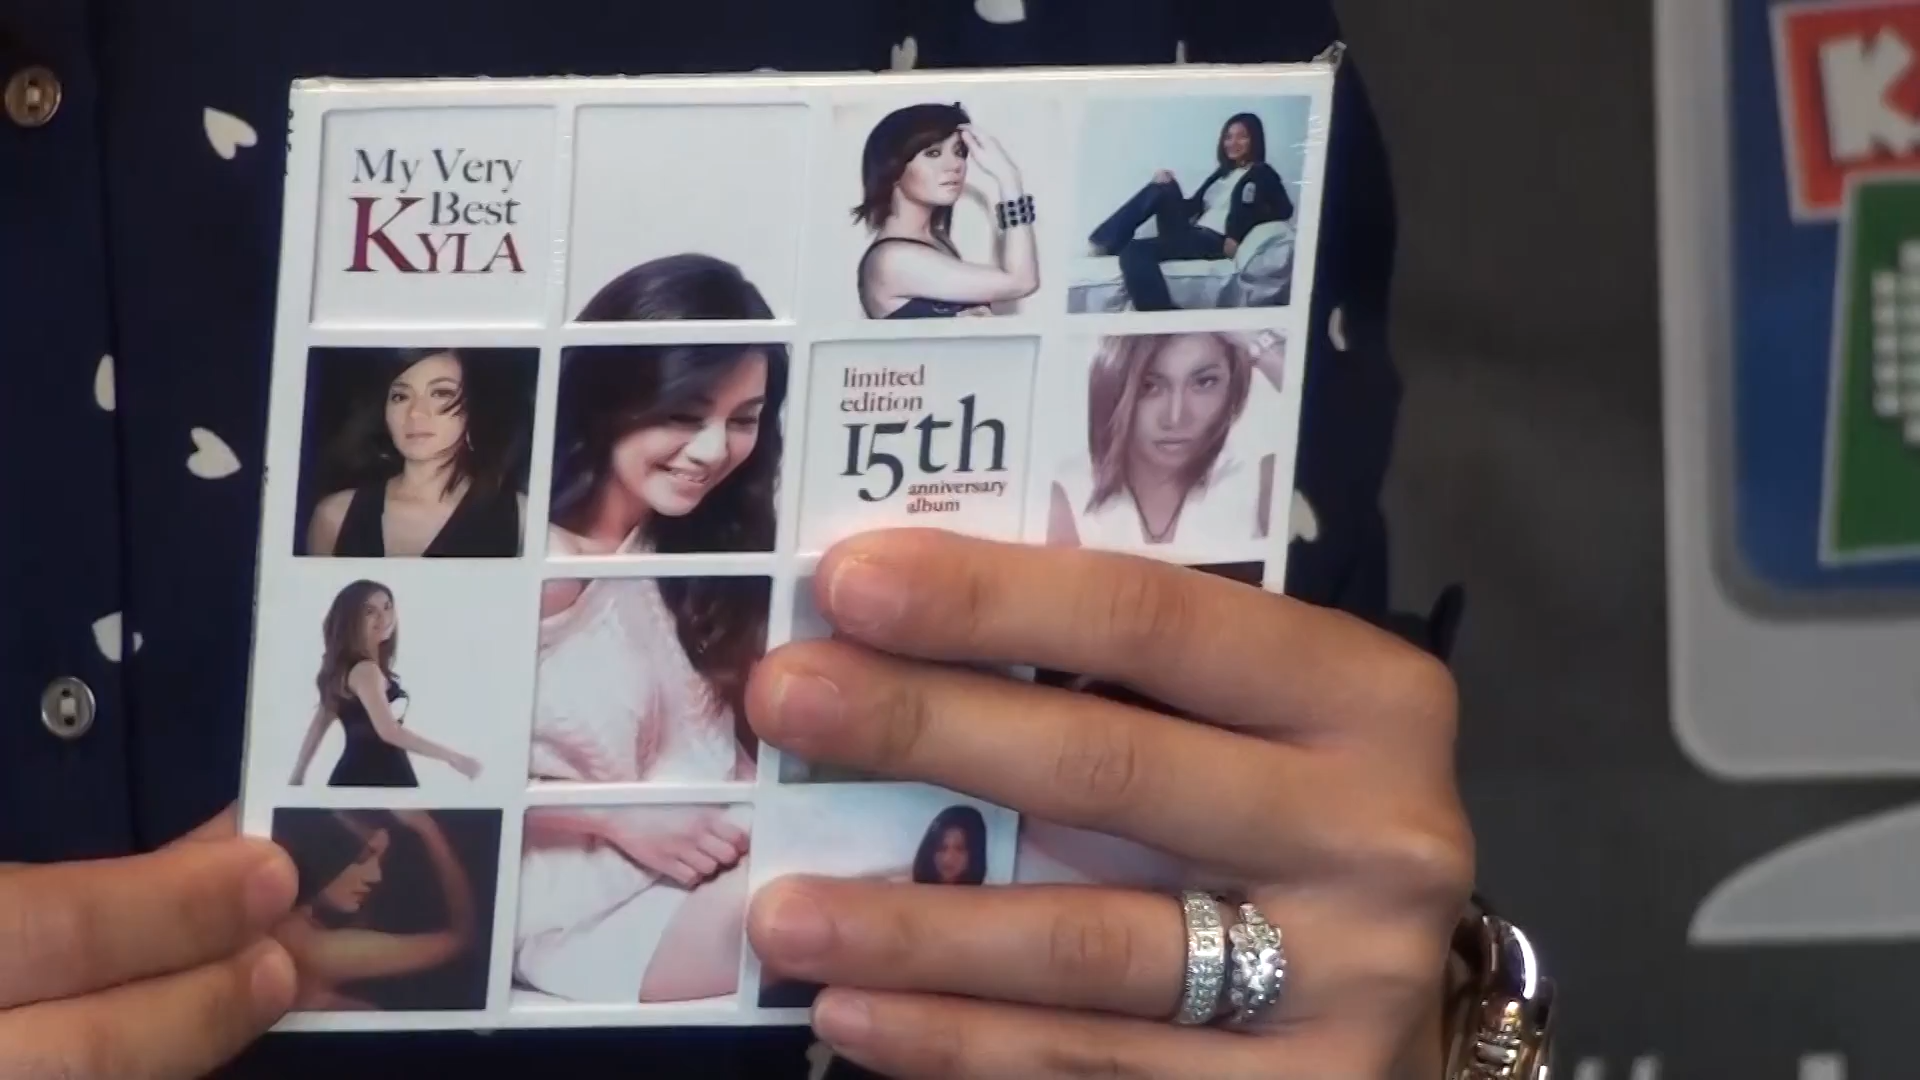 My Very
Best
KYLA
limited
edition
15th
anniversary
album
K